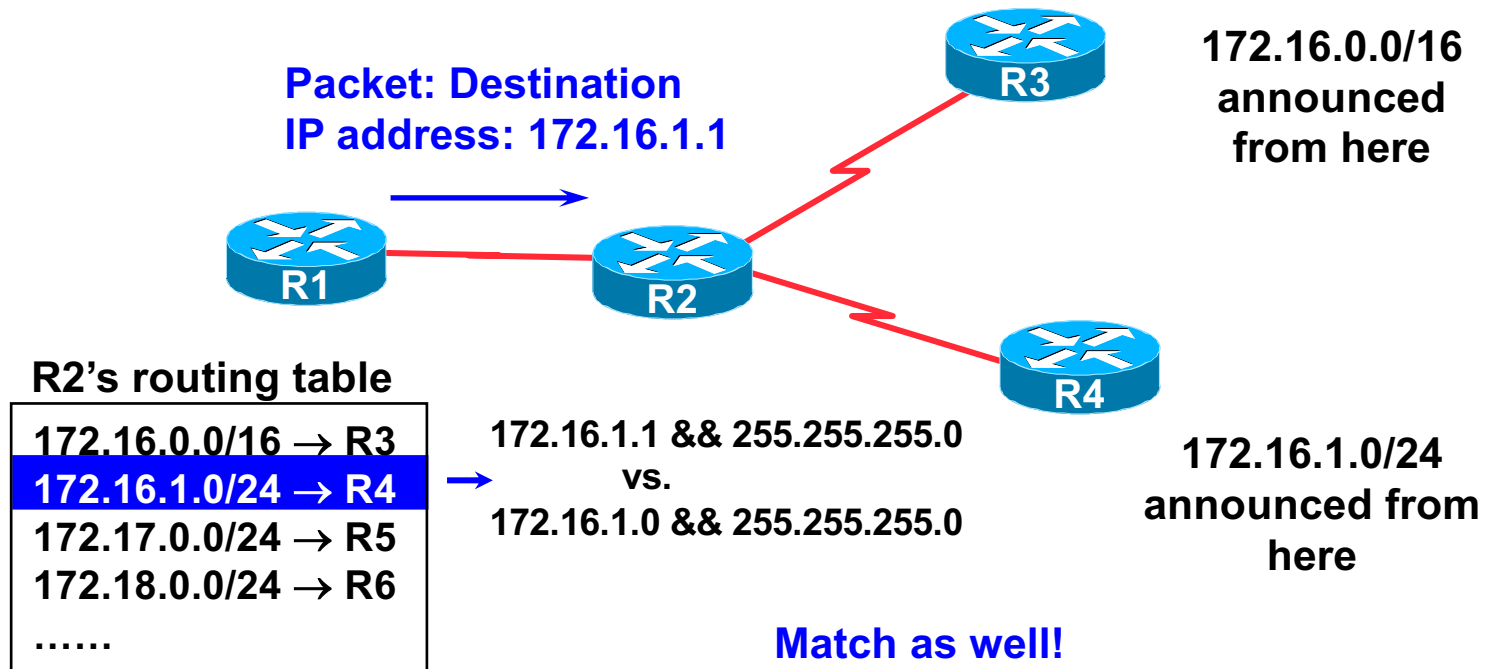 Packet: Destination
IP address: 172.16.1.1
R3
172.16.0.0/16
announced
from here
R1
R2
R4
172.16.1.0/24
announced from
here
R2’s routing table
172.16.0.0/16 → R3
172.16.1.0/24 → R4
172.17.0.0/24 → R5
172.18.0.0/24 → R6
……
172.16.1.1 && 255.255.255.0
vs.
172.16.1.0 && 255.255.255.0
Match as well!